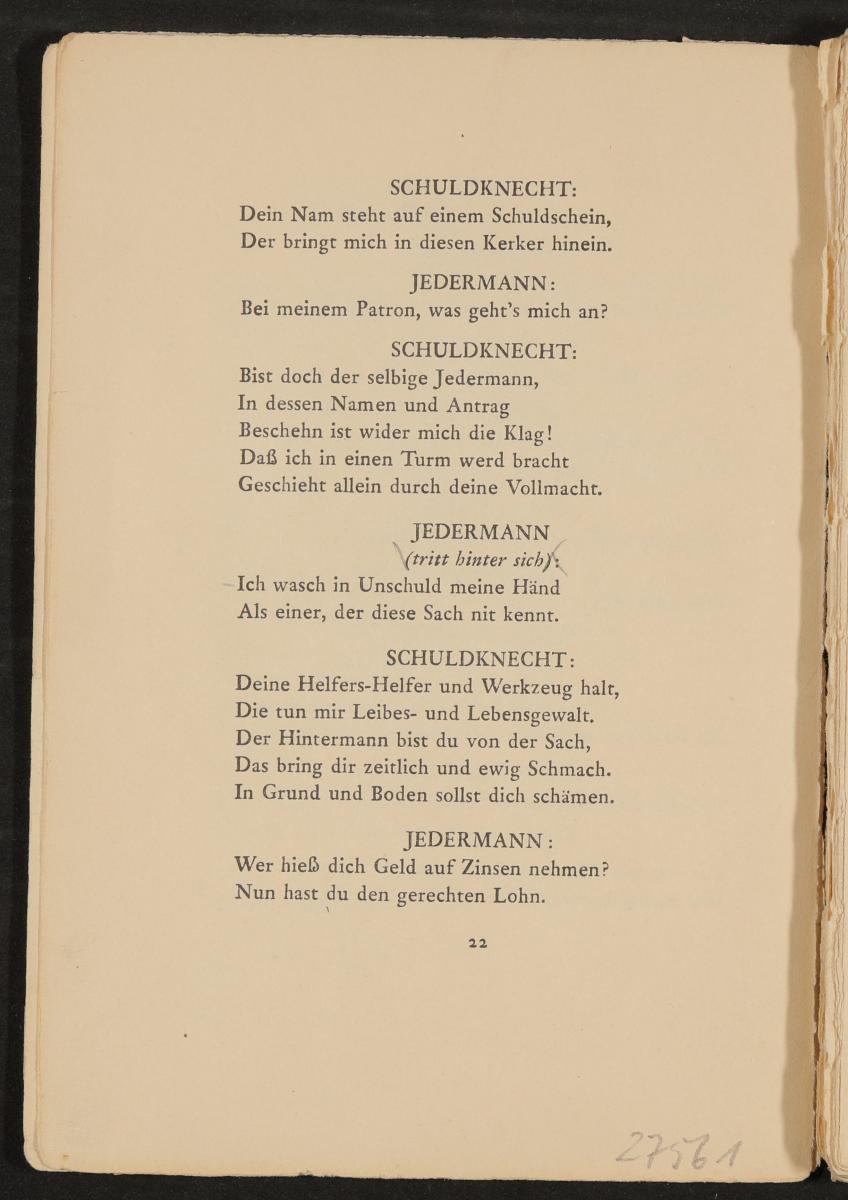 SCHULDKNECHT:
Dein Nam steht auf einem Schuldschein,
Der bringt mich in diesen Kerker hinein.
JEDERMANN:
Bei meinem Patron, was geht's mich an?
SCHULDKNECHT:
Bist doch der selbige Jedermann,
In dessen Namen und Antrag
Beschehn ist wider mich die Klag!
Daß ich in einen Turm werd bracht
Geschieht allein durch deine Vollmacht.
JEDERMANN
(tritt hinter sich):
Ich wasch in Unschuld meine Händ
Als einer, der diese Sach nit kennt.
SCHULDKNECHT:
Deine Helfers-Helfer und Werkzeug halt,
Die tun mir Leibes- und Lebensgewalt.
Der Hintermann bist du von der Sach,
Das bring dir zeitlich und ewig Schmach.
In Grund und Boden sollst dich schämen.
JEDERMANN:
Wer hieß dich Geld auf Zinsen nehmen?
Nun hast du den gerechten Lohn.
22
27561